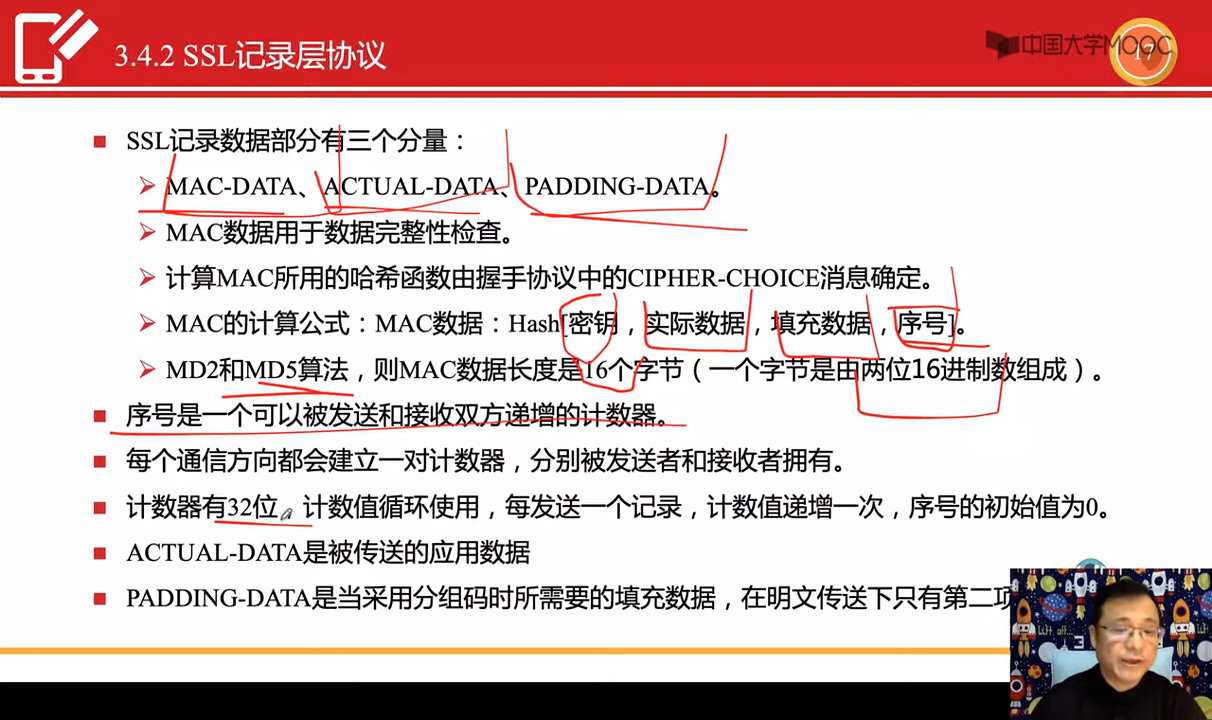 3.4.2 SSL记录层协议
中国大学MOOC
17
SSL记录数据部分有三个分量：
MAC-DATA、ACTUAL-DATA、PADDING-DATA。
MAC数据用于数据完整性检查。
计算MAC所用的哈希函数由握手协议中的CIPHER-CHOICE消息确定。
MAC的计算公式：MAC数据：Hash[密钥，实际数据，填充数据，序号]。
MD2和MD5算法，则MAC数据长度是16个字节（一个字节是由两位16进制数组成）。
序号是一个可以被发送和接收双方递增的计数器。
每个通信方向都会建立一对计数器，分别被发送者和接收者拥有。
计数器有32位，计数值循环使用，每发送一个记录，计数值递增一次，序号的初始值为0。
ACTUAL-DATA是被传送的应用数据
PADDING-DATA是当采用分组码时所需要的填充数据，在明文传送下只有第二项